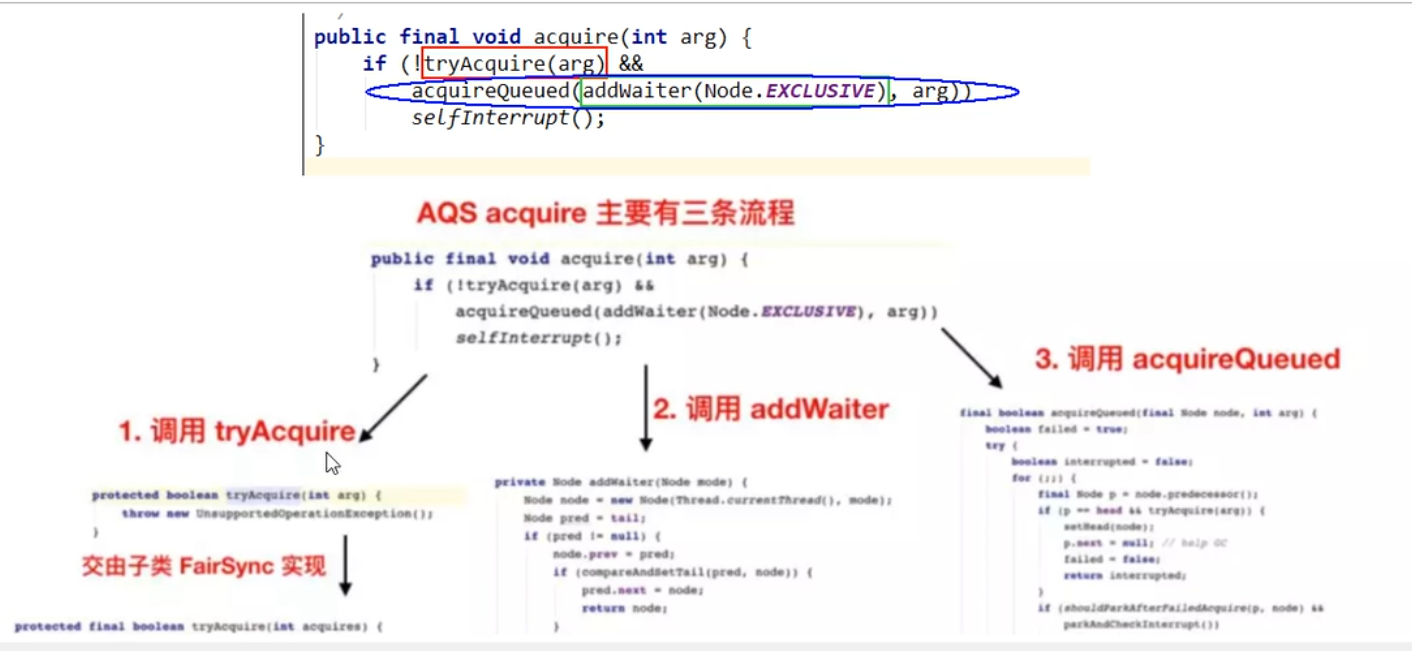 public final void acquire(int arg) {
if (!tryAcquire(arg) &&
acquireQueued(addWaiter(Node.EXCLUSIVE), arg))
selfInterrupt();
}
AQS acquire 主要有三条流程
public final void acquire(int arg) {
if (!tryAcquire(arg) &&
acquireQueued(addWaiter(Node.EXCLUSIVE), arg))
selfInterrupt();
}
1. 调用 tryAcquire
protected boolean tryAcquire(int arg) {
throw new UnsupportedOperationException();
}
交由子类 FairSync 实现
protected final boolean tryAcquire(int acquires) {
2. 调用 addWaiter
private Node addWaiter(Node mode) {
Node node = new Node(Thread.currentThread(), mode);
Node pred = tail;
if (pred != null) {
node.prev = pred;
if (compareAndSetTail(pred, node)) {
pred.next = node;
return node;
}
3. 调用 acquireQueued
final boolean acquireQueued(final Node node, int arg) {
boolean failed = true;
try {
boolean interrupted = false;
for (;;) {
final Node p = node.predecessor();
if (p == head && tryAcquire(arg)) {
setHead(node);
p.next = null; // help GC
failed = false;
return interrupted;
}
if (shouldParkAfterFailedAcquire(p, node) &&
parkAndCheckInterrupt())